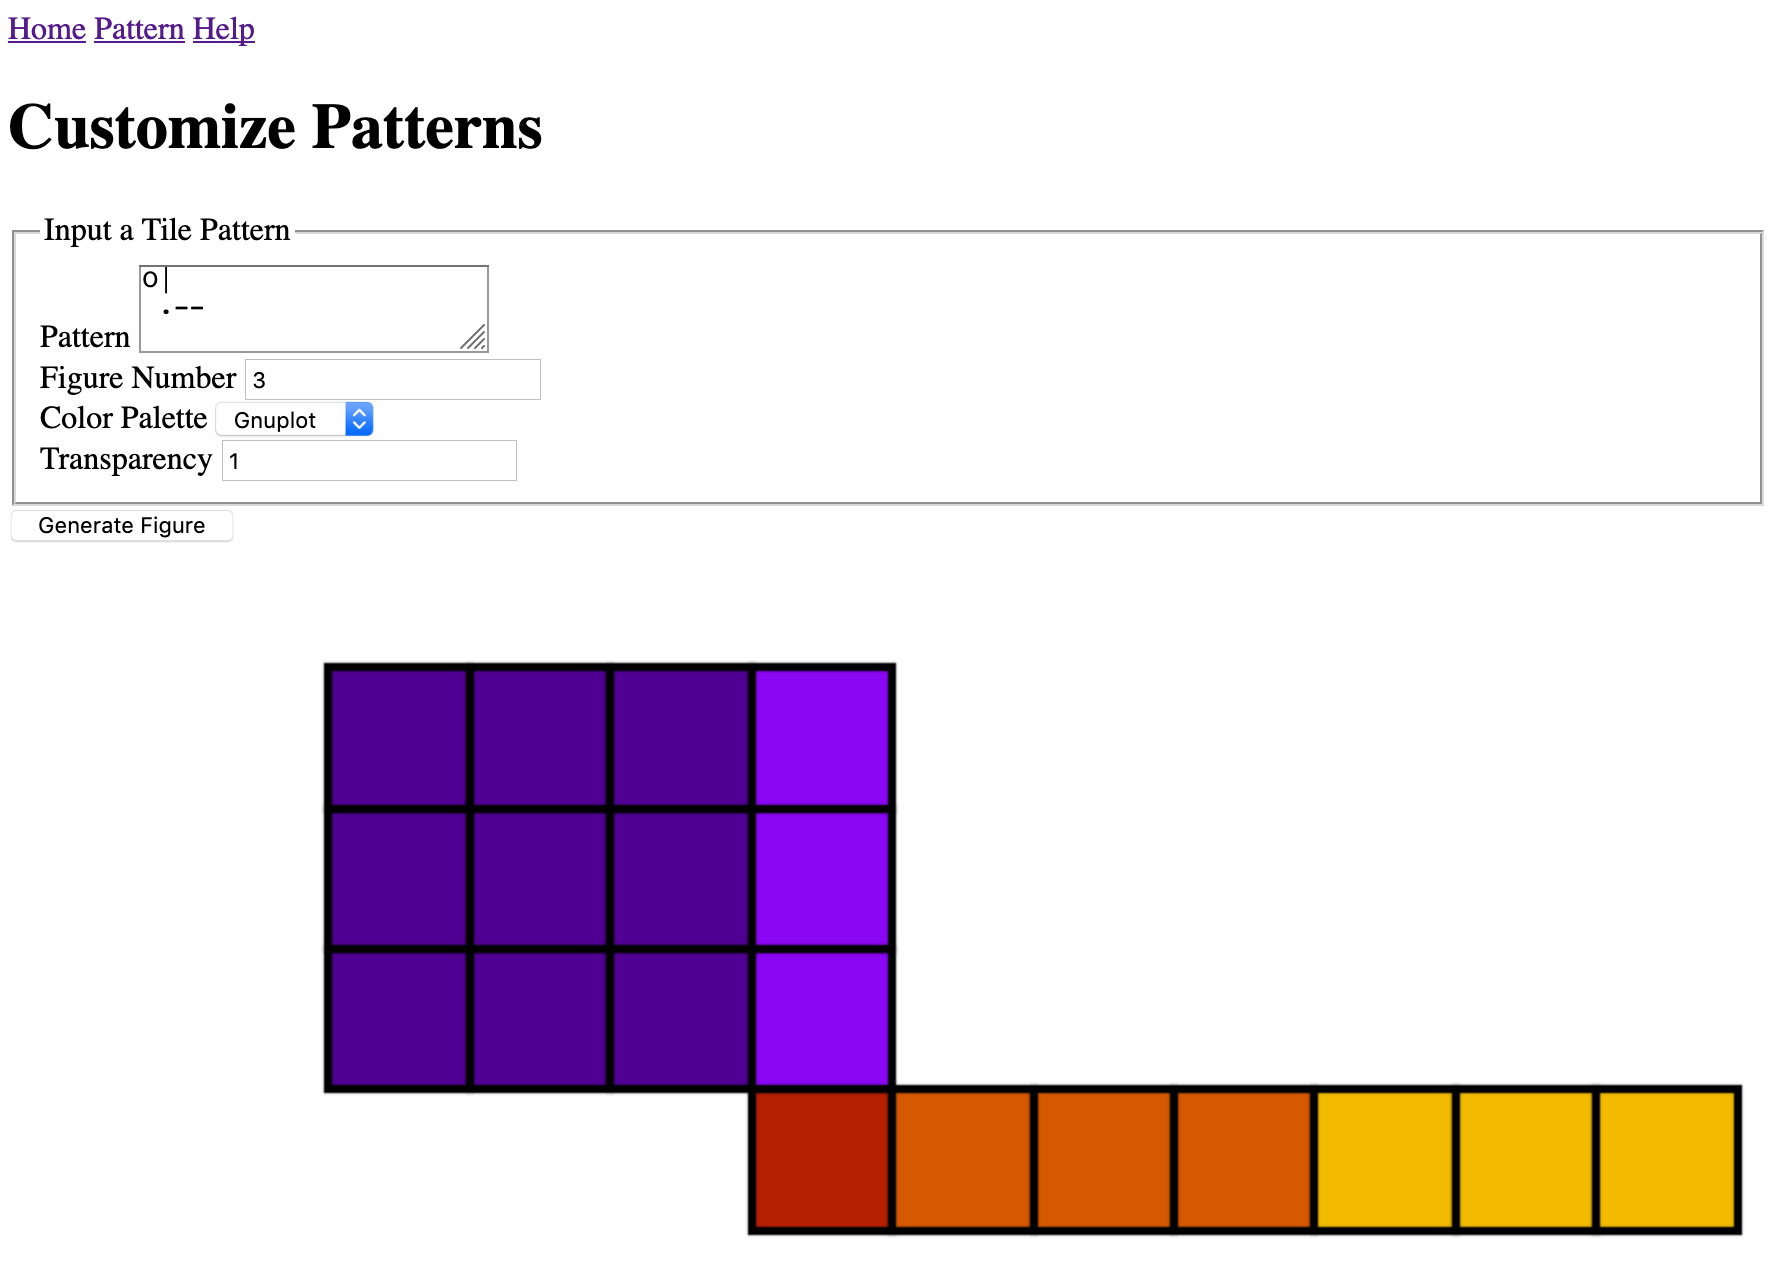 Home Pattern Help
Customize Patterns
Input a Tile Pattern
o|
 .--
Pattern
Figure Number 3
Color Palette Gnuplot
Transparency 1
Generate Figure